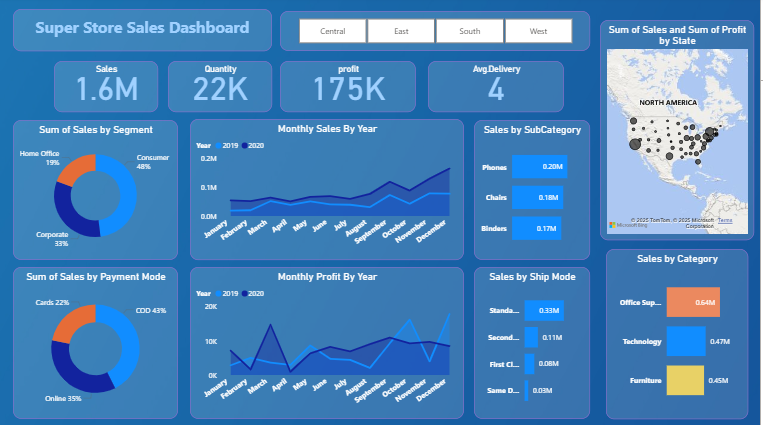 Super Store Sales Dashboard
Central East South West
Sum of Sales and Sum of Profit
by State
NORTH AMERICA
© 2025 TomTom, © 2025 Microsoft Corporation Terms
Microsoft Bing
Sales
1.6M
Quantity
22K
profit
175K
Avg.Delivery
4
Sum of Sales by Segment
Home Office
19%
Consumer
48%
Corporate
33%
Monthly Sales By Year
Year 2019 2020
0.2M
0.1M
0.0M
January February March April May June July August September October November December
Sales by SubCategory
Phones 0.20M
Chairs 0.18M
Binders 0.17M
Sum of Sales by Payment Mode
Cards 22%
COD 43%
Online 35%
Monthly Profit By Year
Year 2019 2020
20K
10K
0K
January February March April May June July August September October November December
Sales by Ship Mode
Standa... 0.33M
Second... 0.11M
First Cl... 0.08M
Same D... 0.03M
Sales by Category
Office Sup... 0.64M
Technology 0.47M
Furniture 0.45M